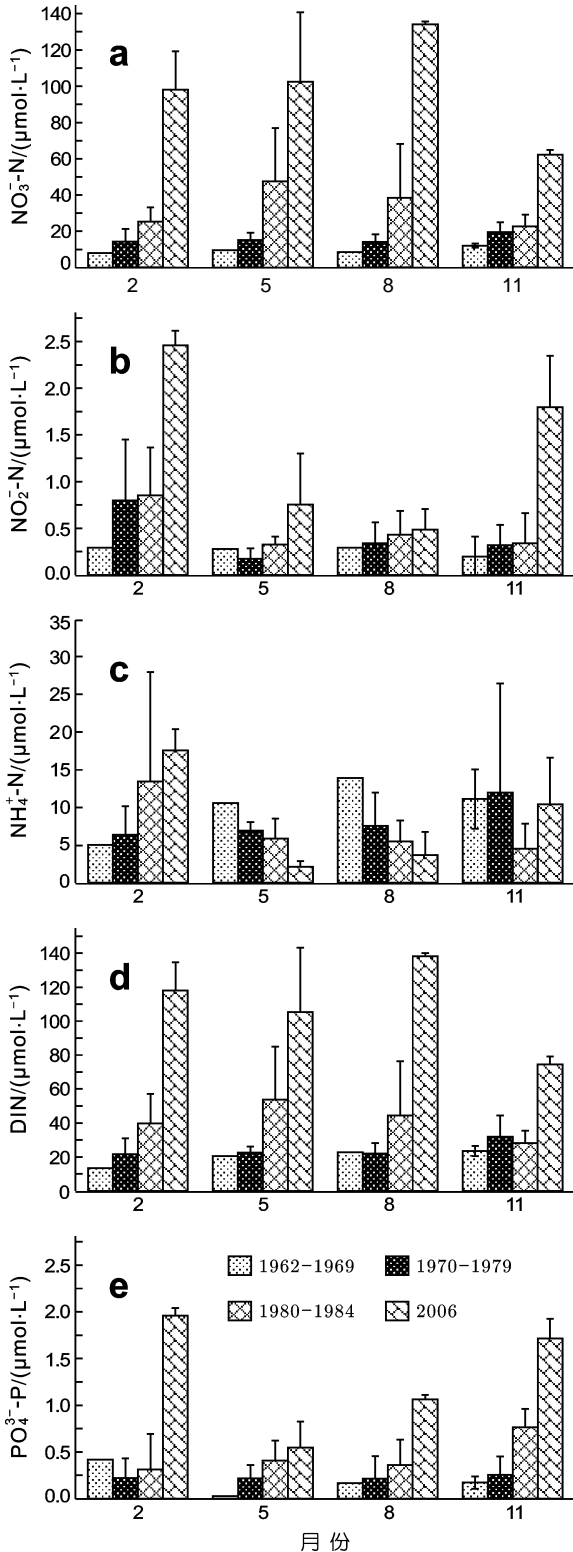 140
120
100
80
60
40
20
0
NO₃⁻-N/(μmol·L⁻¹)
a
2 5 8 11
2.5
2.0
1.5
1.0
0.5
0.0
NO₂⁻-N/(μmol·L⁻¹)
b
2 5 8 11
35
30
25
20
15
10
5
0
NH₄⁺-N/(μmol·L⁻¹)
c
2 5 8 11
140
120
100
80
60
40
20
0
DIN/(μmol·L⁻¹)
d
2 5 8 11
2.5
2.0
1.5
1.0
0.5
0.0
PO₄³⁻-P/(μmol·L⁻¹)
e
1962-1969 1970-1979
1980-1984 2006
2 5 8 11
月 份